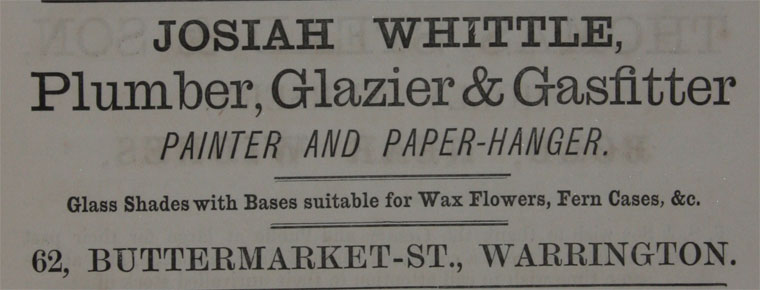 JOSIAH WHITTLE,
Plumber, Glazier & Gasfitter
PAINTER AND PAPER-HANGER.
Glass Shades with Bases suitable for Wax Flowers, Fern Cases, &c.
62, BUTTERMARKET-ST., WARRINGTON.